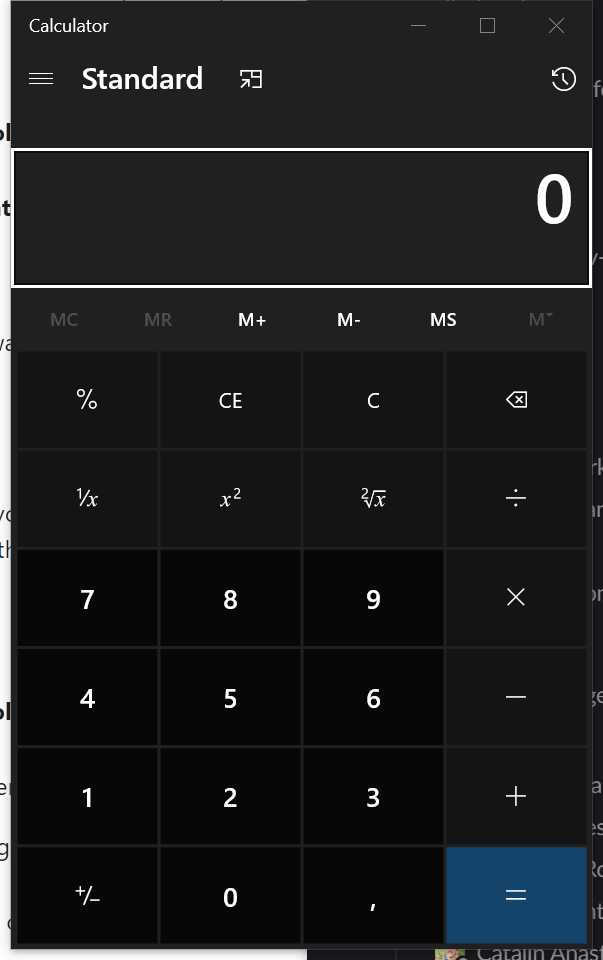 Calculator
Standard
0
MC MR M+ M- MS M˅
% CE C
¹⁄x x² ²√x ÷
7 8 9 ×
4 5 6 −
1 2 3 +
+/− 0 , =